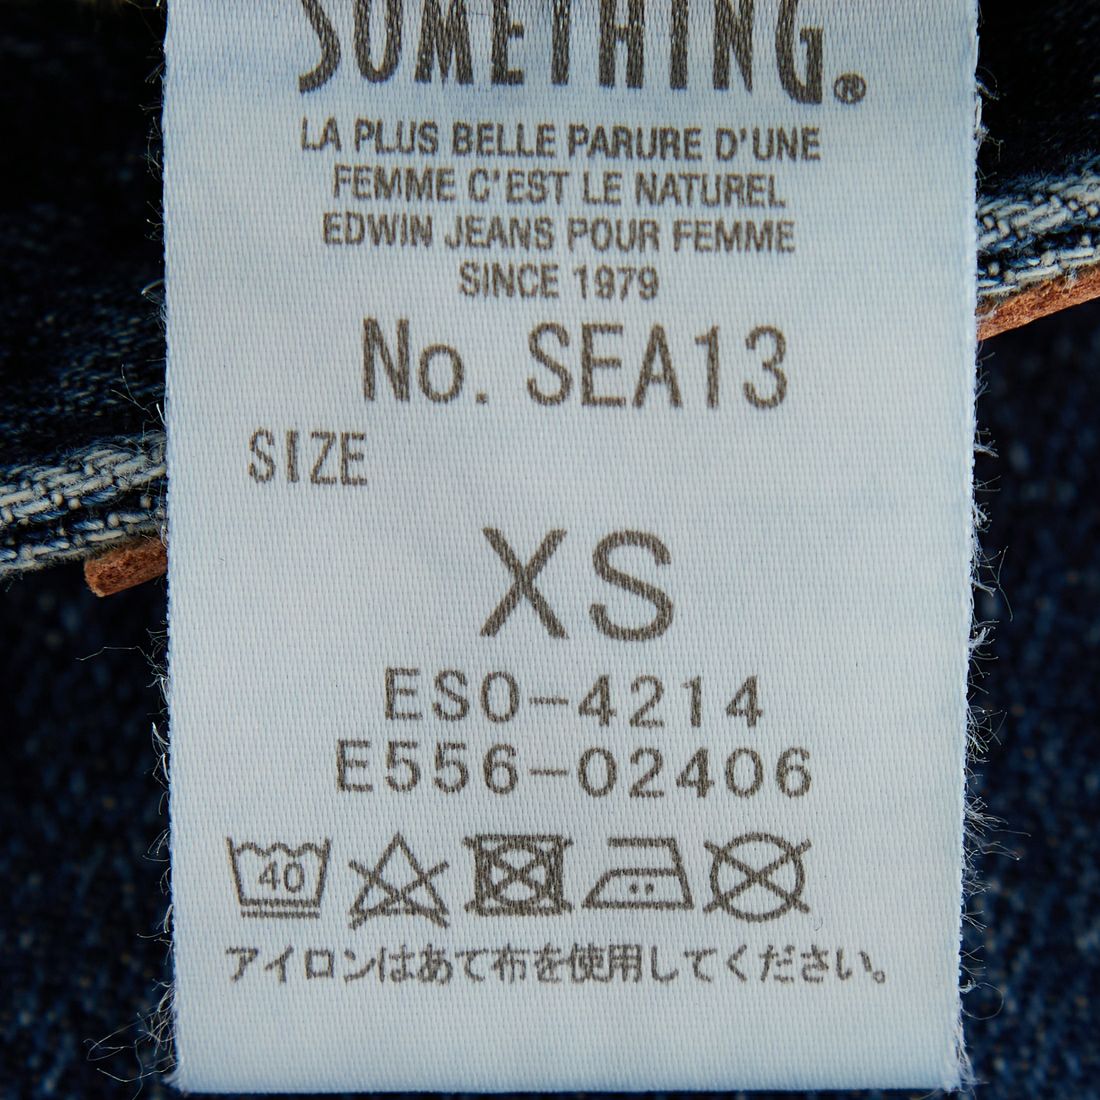 SOMETHING®
LA PLUS BELLE PARURE D'UNE
FEMME C'EST LE NATUREL
EDWIN JEANS POUR FEMME
SINCE 1979
No. SEA13
SIZE
XS
ES0-4214
E556-02406
40
アイロンはあて布を使用してください。